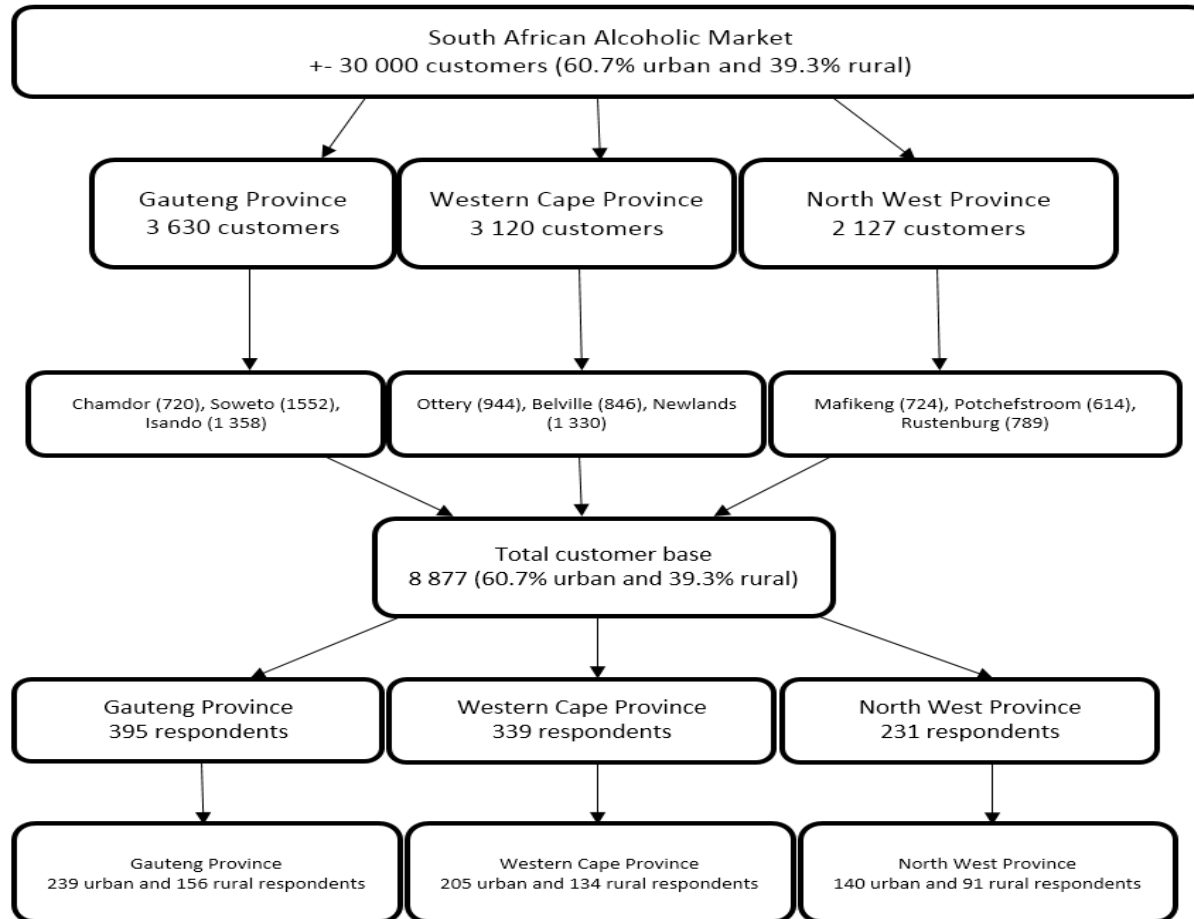 South African Alcoholic Market
+- 30 000 customers (60.7% urban and 39.3% rural)
Gauteng Province
3 630 customers
Western Cape Province
3 120 customers
North West Province
2 127 customers
Chamdor (720), Soweto (1552),
Isando (1 358)
Ottery (944), Belville (846), Newlands
(1 330)
Mafikeng (724), Potchefstroom (614),
Rustenburg (789)
Total customer base
8 877 (60.7% urban and 39.3% rural)
Gauteng Province
395 respondents
Western Cape Province
339 respondents
North West Province
231 respondents
Gauteng Province
239 urban and 156 rural respondents
Western Cape Province
205 urban and 134 rural respondents
North West Province
140 urban and 91 rural respondents